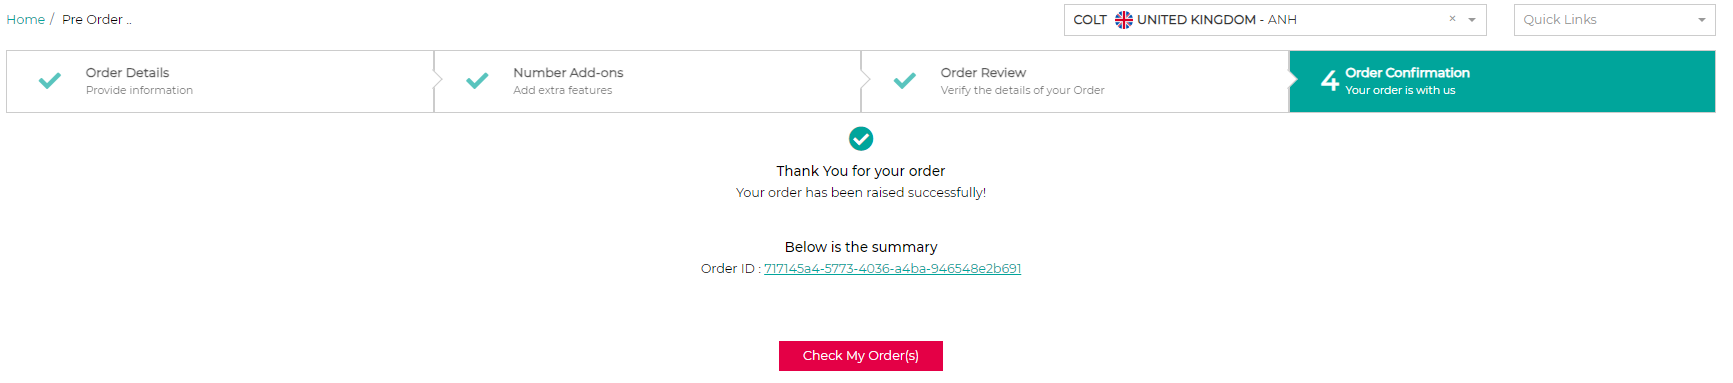 Home / Pre Order ..
COLT UNITED KINGDOM - ANH × Quick Links
Order Details
Provide information
Number Add-ons
Add extra features
Order Review
Verify the details of your Order
4 Order Confirmation
Your order is with us
Thank You for your order
Your order has been raised successfully!
Below is the summary
Order ID : 717145a4-5773-4036-a4ba-946548e2b691
Check My Order(s)